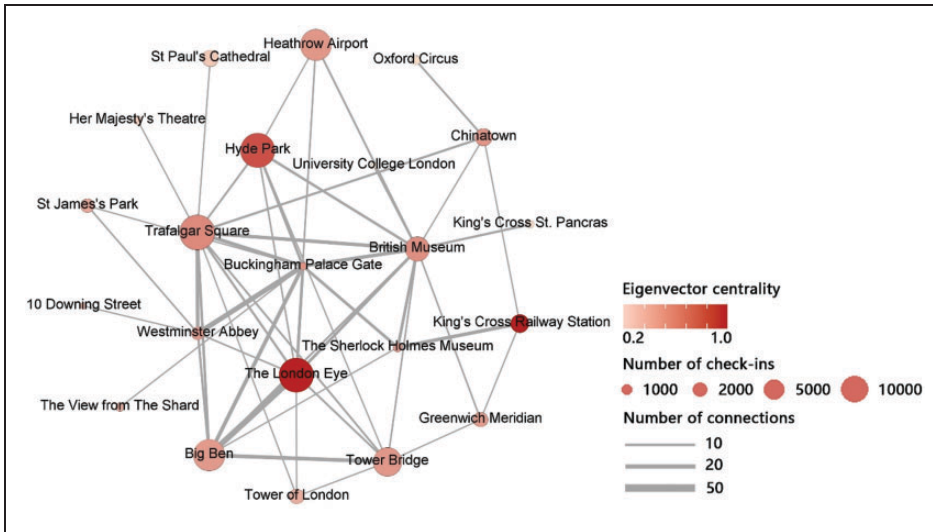 Heathrow Airport
St Paul's Cathedral
Oxford Circus
Her Majesty's Theatre
Chinatown
Hyde Park
University College London
St James's Park
King's Cross St. Pancras
Trafalgar Square
British Museum
Buckingham Palace Gate
Eigenvector centrality
0.2 1.0
10 Downing Street
Westminster Abbey
King's Cross Railway Station
The Sherlock Holmes Museum
Number of check-ins
The London Eye
1000 2000 5000 10000
The View from The Shard
Greenwich Meridian
Number of connections
10
Big Ben
Tower Bridge
20
50
Tower of London